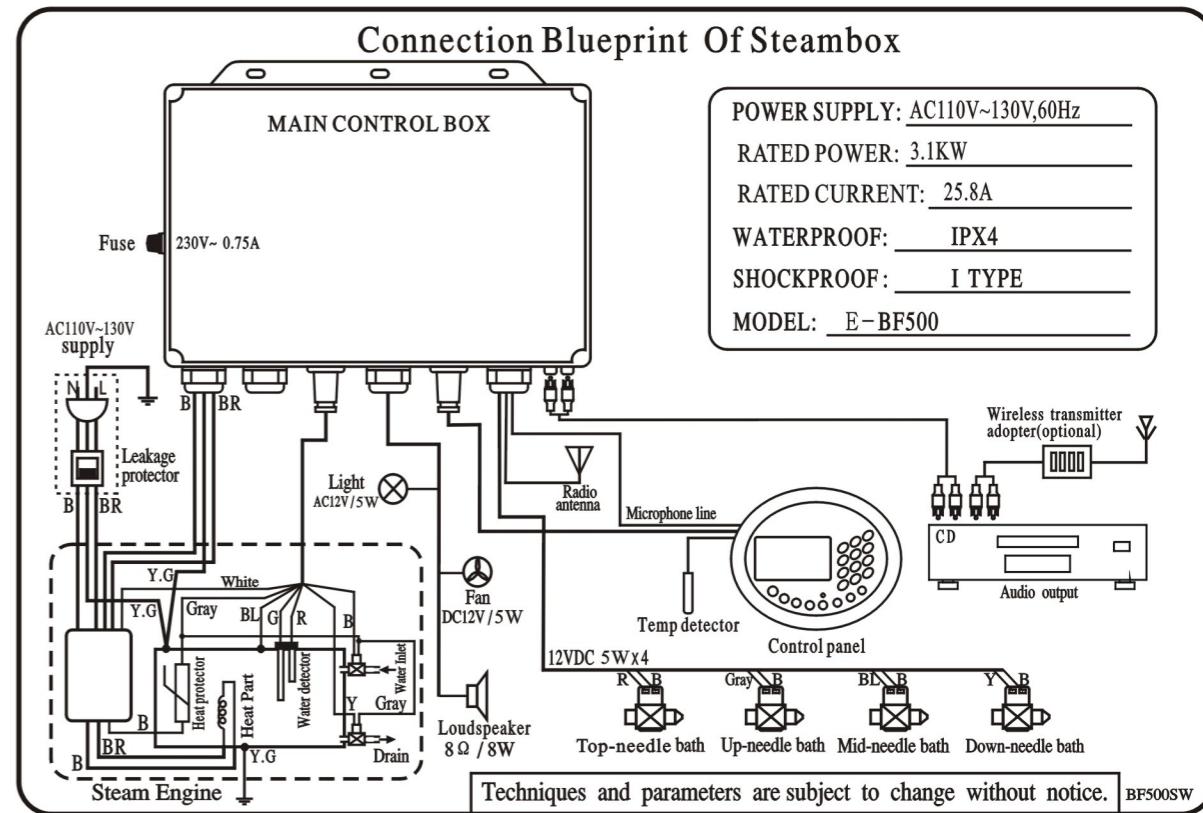 Connection Blueprint Of Steambox
MAIN CONTROL BOX
Fuse
230V~ 0.75A
POWER SUPPLY: AC110V~130V,60Hz
RATED POWER: 3.1KW
RATED CURRENT: 25.8A
WATERPROOF: IPX4
SHOCKPROOF: I TYPE
MODEL: E-BF500
AC110V~130V
supply
N L
B BR
Leakage
protector
B BR
Light
AC12V/5W
Radio
antenna
Microphone line
Wireless transmitter
adopter(optional)
CD
Audio output
Y.G
White
Y.G
Gray
BL G R B
Fan
DC12V/5W
Temp detector
Control panel
Heat protector
Heat Part
Water detector
Water Inlet
Y Gray
B
BR
B
Y.G
Drain
Steam Engine
Loudspeaker
8Ω/8W
12VDC 5W×4
R B
Gray B
BL B
Y B
Top-needle bath
Up-needle bath
Mid-needle bath
Down-needle bath
Techniques and parameters are subject to change without notice.
BF500SW